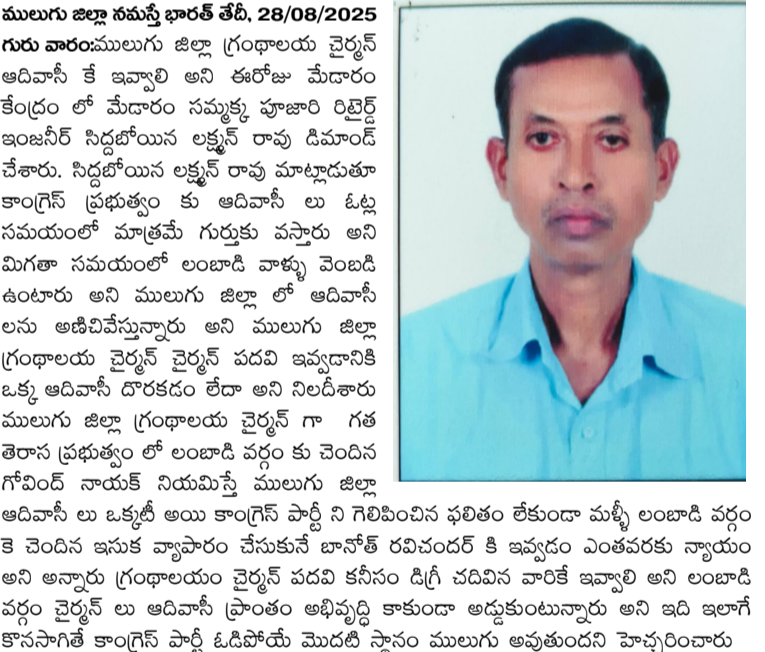 ములుగు జిల్లా నమస్తే భారత్ తేదీ, 28/08/2025
గురు వారం:ములుగు జిల్లా గ్రంథాలయ చైర్మన్
ఆదివాసీ కే ఇవ్వాలి అని ఈరోజు మేడారం
కేంద్రం లో మేడారం సమ్మక్క పూజారి రిటైర్డ్
ఇంజనీర్ సిద్దబోయిన లక్ష్మన్ రావు డిమాండ్
చేశారు. సిద్దబోయిన లక్ష్మన్ రావు మాట్లాడుతూ
కాంగ్రెస్ ప్రభుత్వం కు ఆదివాసీ లు ఓట్ల
సమయంలో మాత్రమే గుర్తుకు వస్తారు అని
మిగతా సమయంలో లంబాడి వాళ్ళు వెంబడి
ఉంటారు అని ములుగు జిల్లా లో ఆదివాసీ
లను అణిచివేస్తున్నారు అని ములుగు జిల్లా
గ్రంథాలయ చైర్మన్ చైర్మన్ పదవి ఇవ్వడానికి
ఒక్క ఆదివాసీ దొరకడం లేదా అని నిలదీశారు
ములుగు జిల్లా గ్రంథాలయ చైర్మన్ గా గత
తెరాస ప్రభుత్వం లో లంబాడి వర్గం కు చెందిన
గోవింద్ నాయక్ నియమిస్తే ములుగు జిల్లా
ఆదివాసీ లు ఒక్కటీ అయి కాంగ్రెస్ పార్టీ ని గెలిపించిన ఫలితం లేకుండా మళ్ళీ లంబాడి వర్గం
కె చెందిన ఇసుక వ్యాపారం చేసుకునే బానోత్ రవిచందర్ కి ఇవ్వడం ఎంతవరకు న్యాయం
అని అన్నారు గ్రంథాలయం చైర్మన్ పదవి కనీసం డిగ్రీ చదివిన వారికే ఇవ్వాలి అని లంబాడి
వర్గం చైర్మన్ లు ఆదివాసీ ప్రాంతం అభివృద్ధి కాకుండా అడ్డుకుంటున్నారు అని ఇది ఇలాగే
కొనసాగితే కాంగ్రెస్ పార్టీ ఓడిపోయే మొదటి స్థానం ములుగు అవుతుందని హెచ్చరించారు